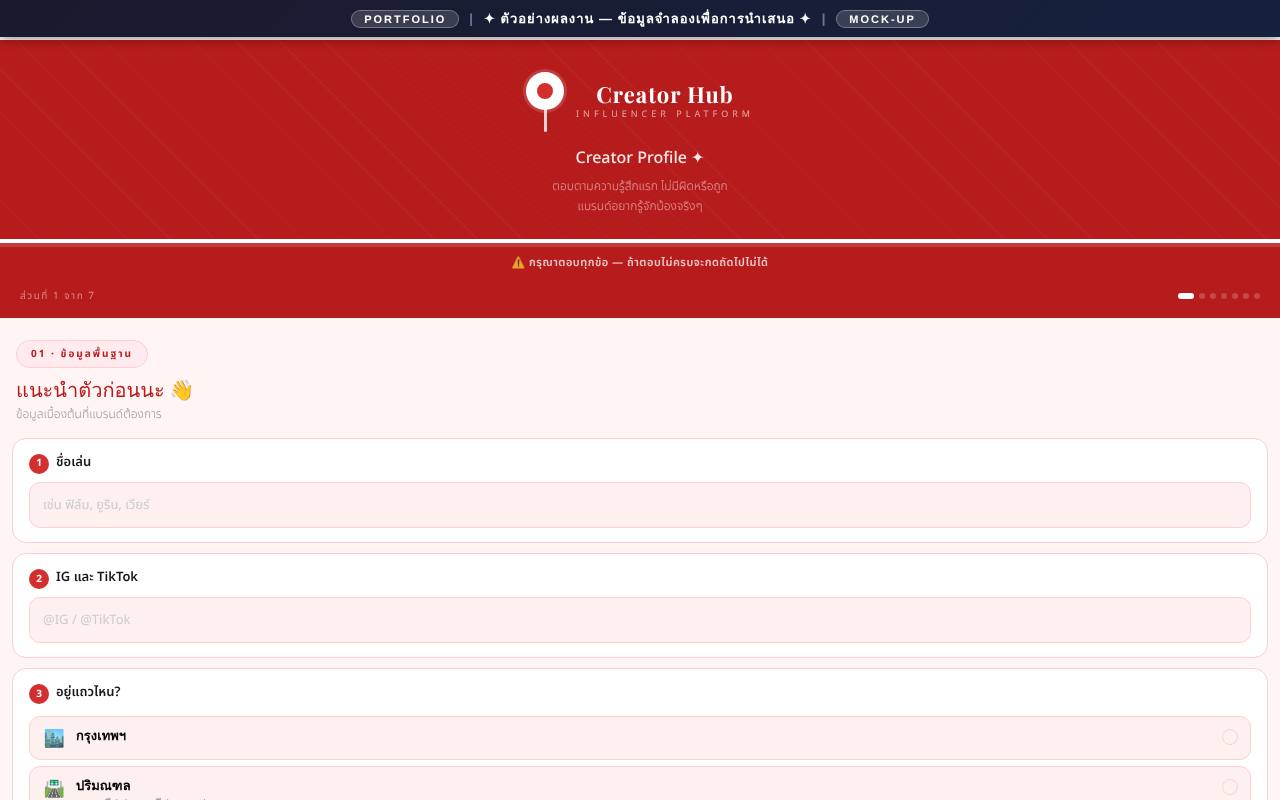 PORTFOLIO | ✦ ตัวอย่างผลงาน — ข้อมูลจำลองเพื่อการนำเสนอ ✦ | MOCK-UP
Creator Hub
INFLUENCER PLATFORM
Creator Profile ✦
ตอบตามความรู้สึกแรก ไม่มีผิดหรือถูก
แบรนด์อยากรู้จักน้องจริงๆ
⚠️ กรุณาตอบทุกข้อ — ถ้าตอบไม่ครบจะกดถัดไปไม่ได้
ส่วนที่ 1 จาก 7
01 · ข้อมูลพื้นฐาน
แนะนำตัวก่อนนะ 👋
ข้อมูลเบื้องต้นที่แบรนด์ต้องการ
1 ชื่อเล่น
เช่น ฟิล์ม, ยูริน, เวียร์
2 IG และ TikTok
@IG / @TikTok
3 อยู่แถวไหน?
กรุงเทพฯ
ปริมณฑล